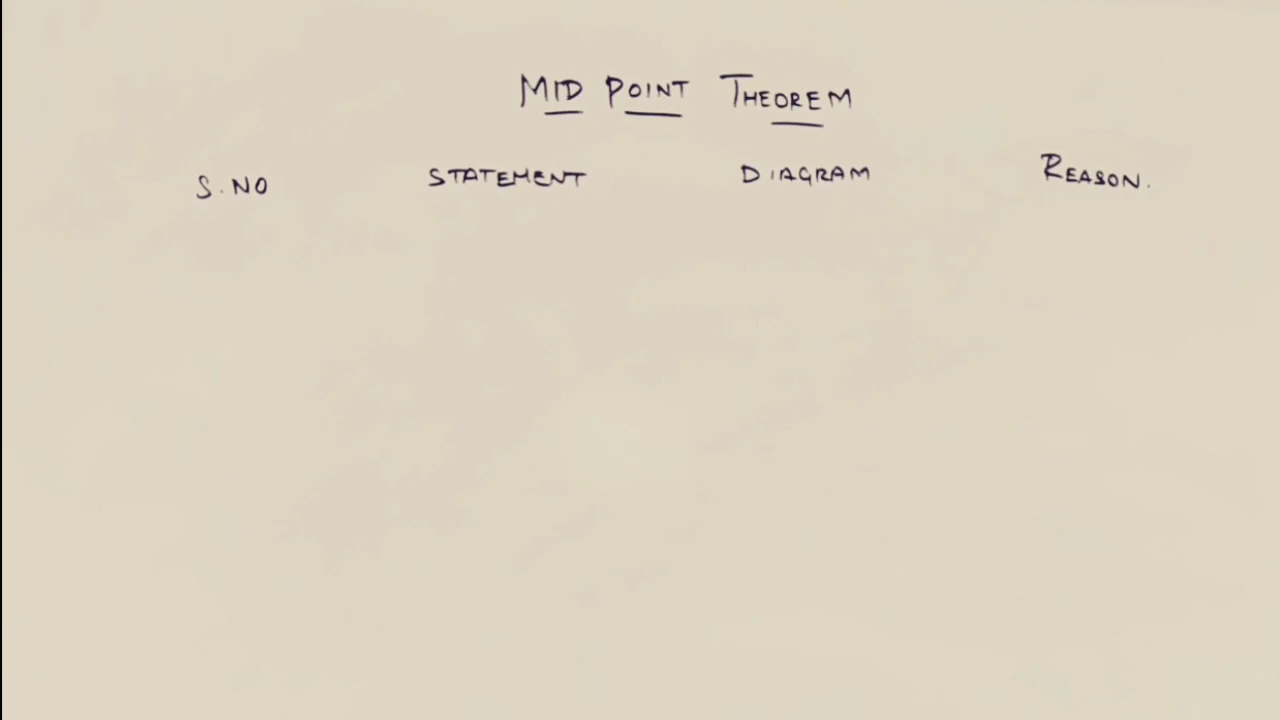 MID POINT THEOREM
S.NO STATEMENT DIAGRAM REASON.